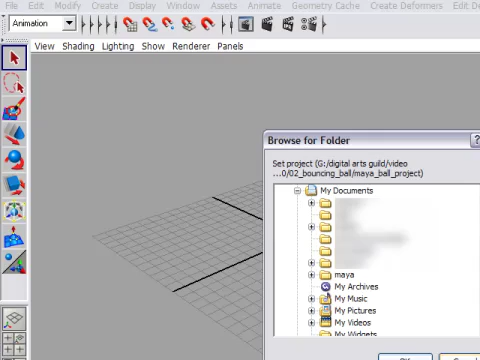 File Edit Modify Create Display Window Assets Animate Geometry Cache Create Deformers Edit De
Animation
View Shading Lighting Show Renderer Panels
Browse for Folder
Set project (G:/digital arts guild/video
...0/02_bouncing_ball/maya_ball_project)
My Documents
maya
My Archives
My Music
My Pictures
My Videos
My Widgets